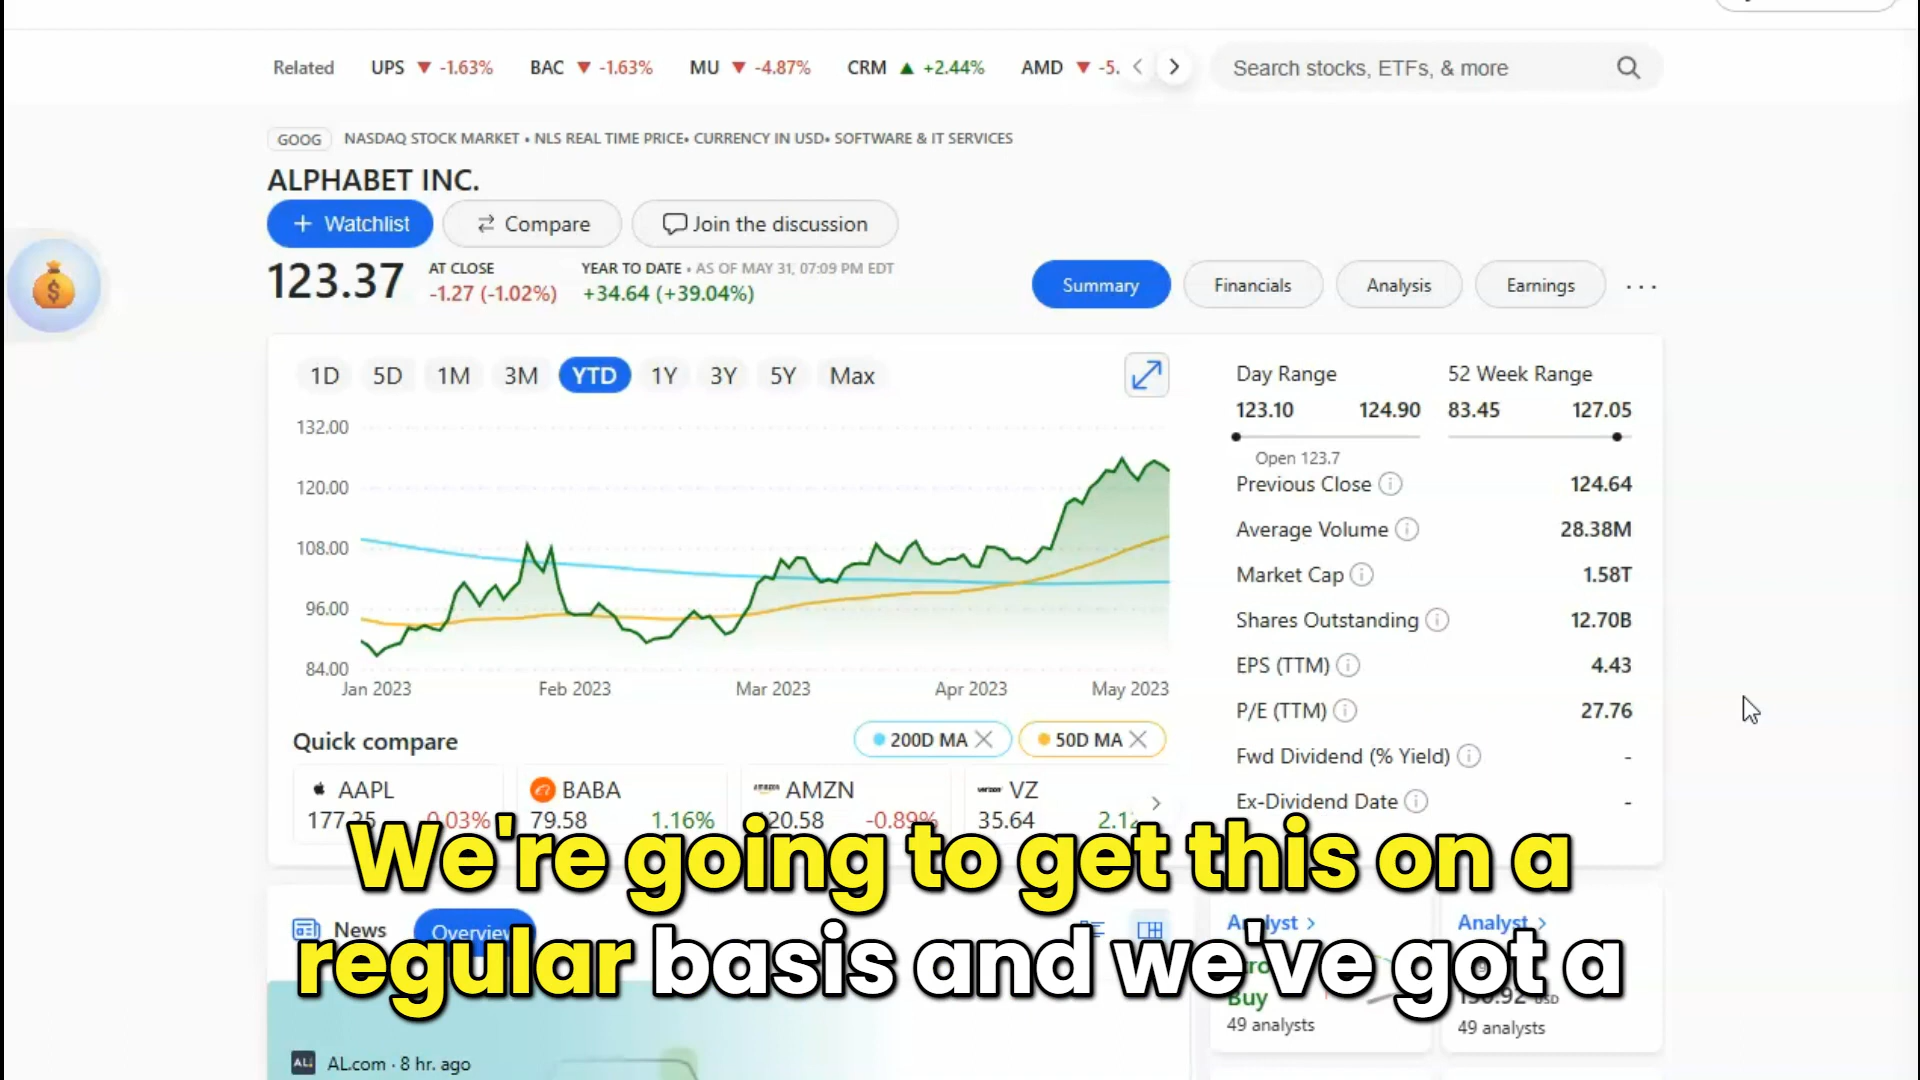 Related UPS ▼ -1.63% BAC ▼ -1.63% MU ▼ -4.87% CRM ▲ +2.44% AMD ▼ -5. Search stocks, ETFs, & more
GOOG NASDAQ STOCK MARKET • NLS REAL TIME PRICE• CURRENCY IN USD• SOFTWARE & IT SERVICES
ALPHABET INC.
+ Watchlist Compare Join the discussion
123.37 AT CLOSE -1.27 (-1.02%) YEAR TO DATE • AS OF MAY 31, 07:09 PM EDT +34.64 (+39.04%)
Summary Financials Analysis Earnings ...
1D 5D 1M 3M YTD 1Y 3Y 5Y Max
132.00
120.00
108.00
96.00
84.00
Jan 2023 Feb 2023 Mar 2023 Apr 2023 May 2023
Quick compare 200D MA 50D MA
AAPL BABA AMZN VZ
79.58 1.16% -0.89% 35.64
Day Range 52 Week Range
123.10 124.90 83.45 127.05
Open 123.7
Previous Close 124.64
Average Volume 28.38M
Market Cap 1.58T
Shares Outstanding 12.70B
EPS (TTM) 4.43
P/E (TTM) 27.76
Fwd Dividend (% Yield) -
Ex-Dividend Date -
We're going to get this on a
regular basis and we've got a
News Overview
Analyst > Analyst >
Buy
49 analysts 49 analysts
AL.com · 8 hr. ago